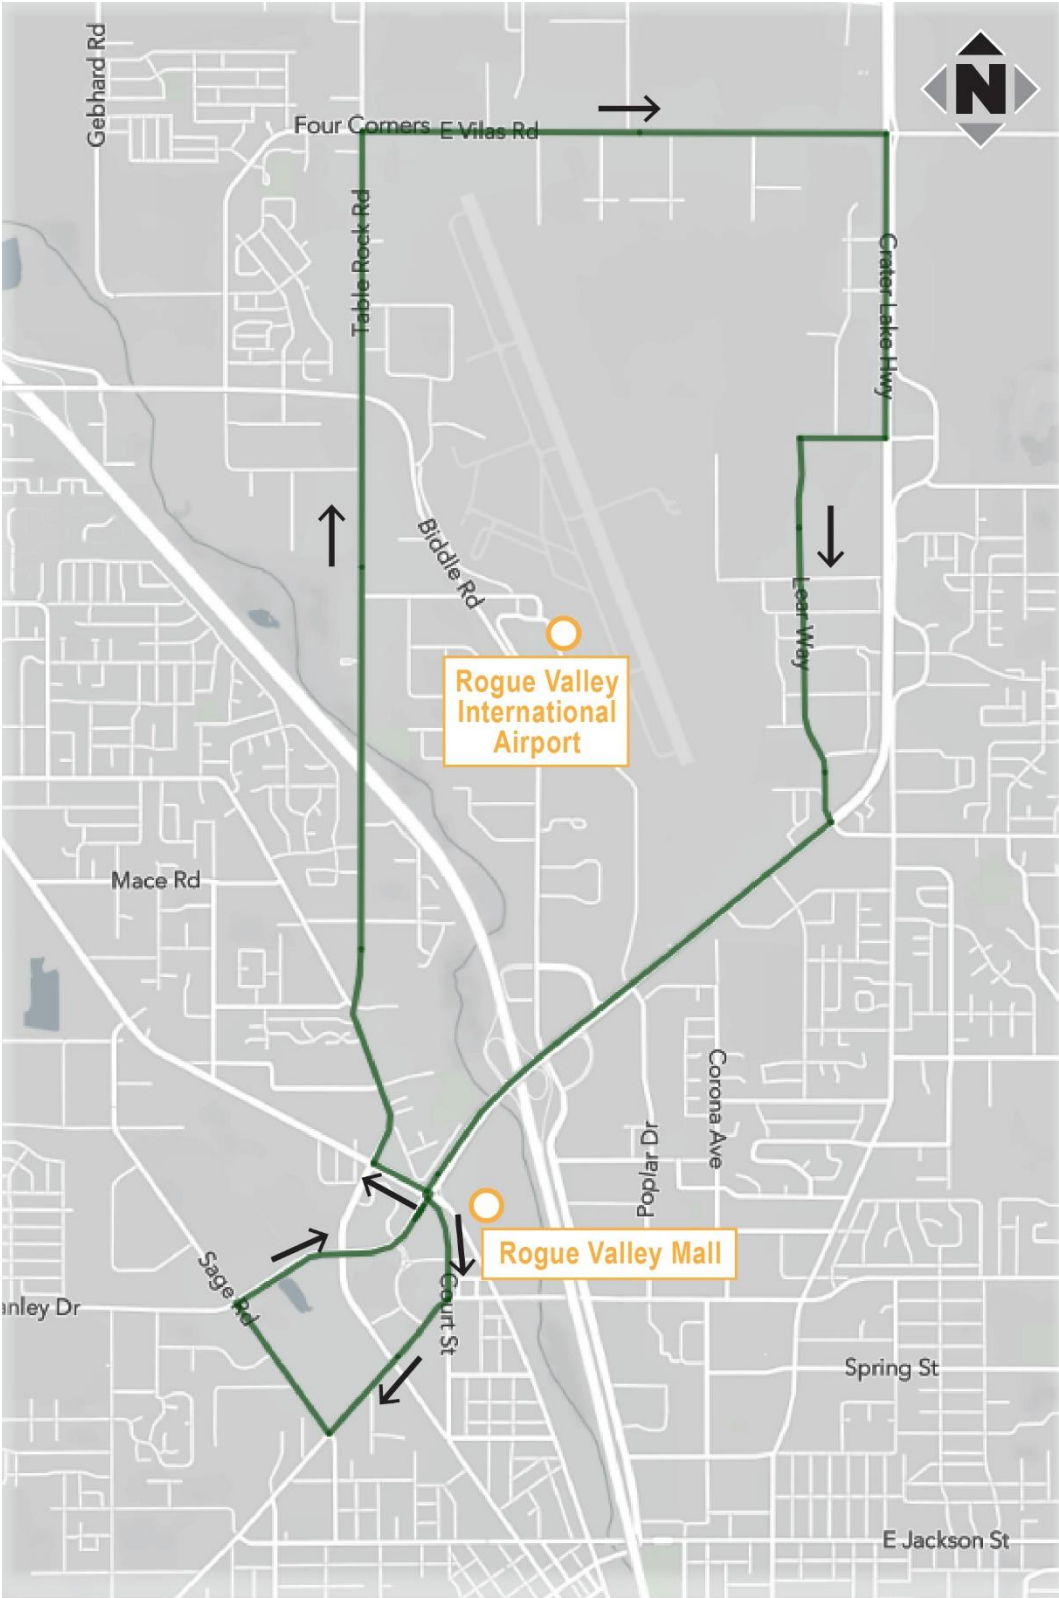 Gebhard Rd
N
Four Corners
E Vilas Rd
Table Rock Rd
Crater Lake Hwy
Biddle Rd
Lear Way
Rogue Valley
International
Airport
Mace Rd
Corona Ave
Poplar Dr
Rogue Valley Mall
Sage Rd
Court St
anley Dr
Spring St
E Jackson St